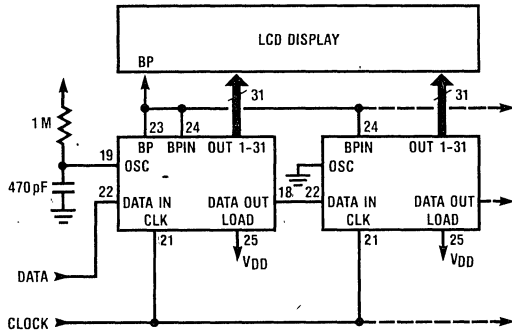 LCD DISPLAY
BP
31
31
1 M
23
24
24
19
BP
BPIN
OUT 1-31
BPIN
OUT 1-31
OSC
OSC
470 pF
22
DATA IN
DATA OUT
18
22
DATA IN
DATA OUT
CLK
LOAD
CLK
LOAD
21
25
21
25
VDD
VDD
DATA
CLOCK